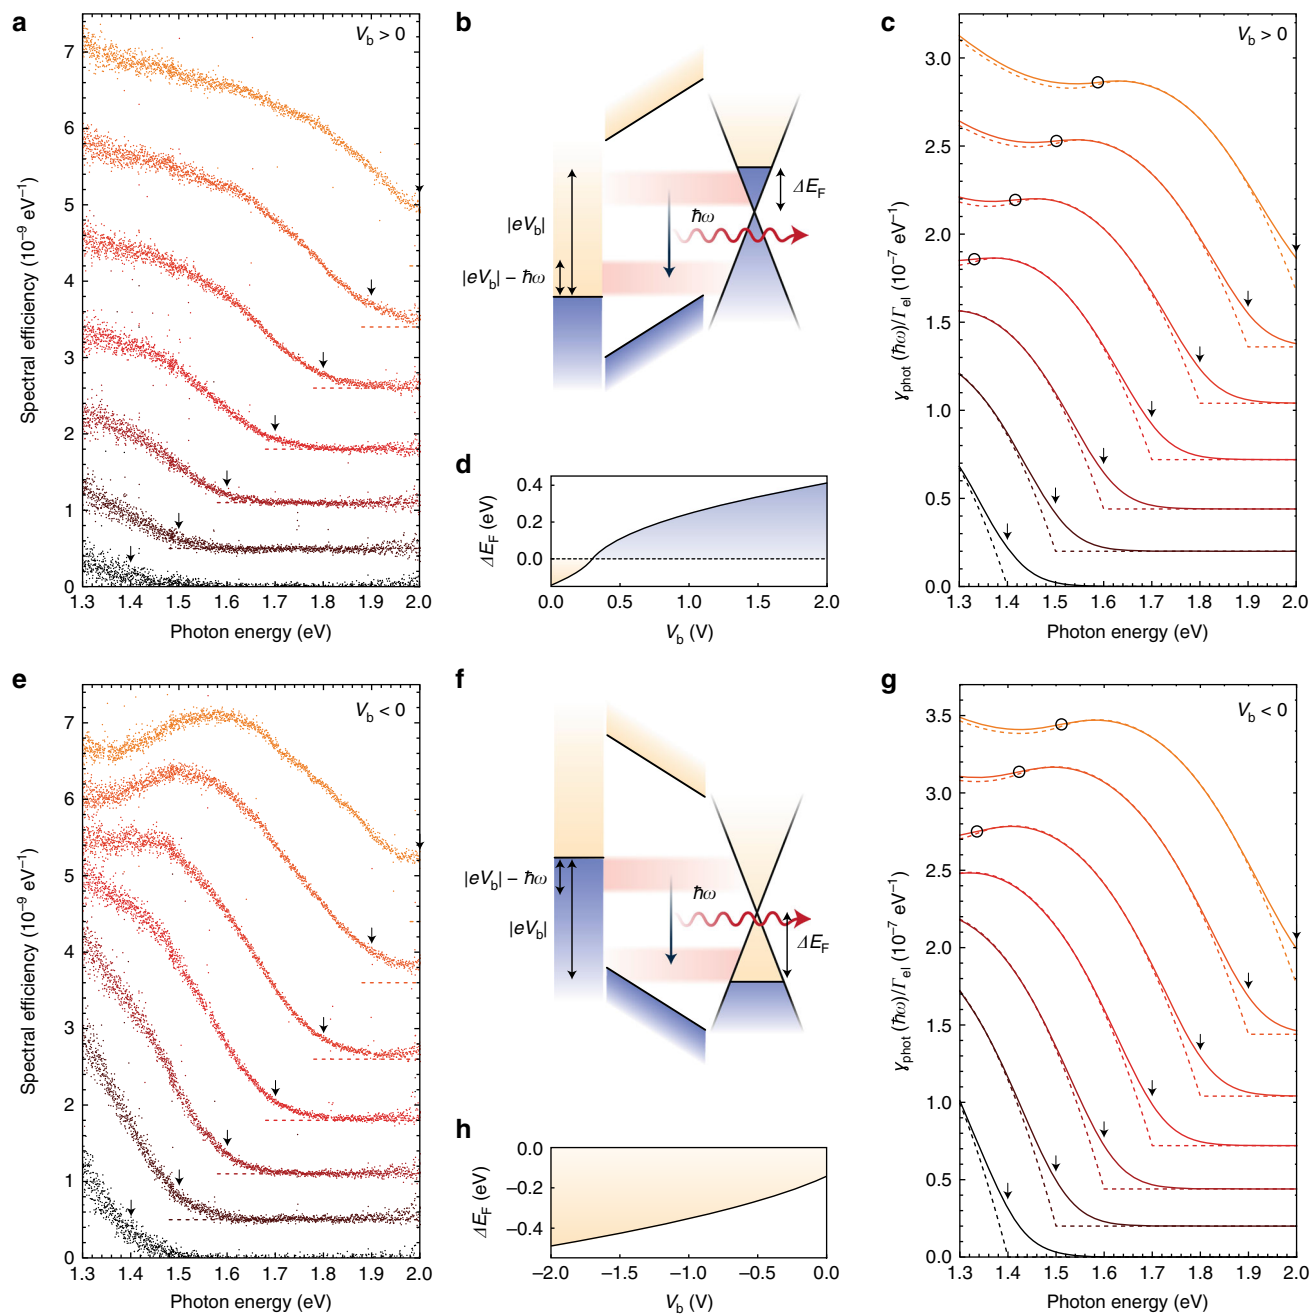 a
V_b > 0
Spectral efficiency (10⁻⁹ eV⁻¹)
7
6
5
4
3
2
1
0
1.3 1.4 1.5 1.6 1.7 1.8 1.9 2.0
Photon energy (eV)
b
|eV_b|
|eV_b| − ħω
ħω
ΔE_F
c
V_b > 0
γ_phot (ħω)/Γ_el (10⁻⁷ eV⁻¹)
3.0
2.5
2.0
1.5
1.0
0.5
0.0
1.3 1.4 1.5 1.6 1.7 1.8 1.9 2.0
Photon energy (eV)
d
ΔE_F (eV)
0.4
0.2
0.0
0.0 0.5 1.0 1.5 2.0
V_b (V)
e
V_b < 0
Spectral efficiency (10⁻⁹ eV⁻¹)
7
6
5
4
3
2
1
0
1.3 1.4 1.5 1.6 1.7 1.8 1.9 2.0
Photon energy (eV)
f
|eV_b| − ħω
|eV_b|
ħω
ΔE_F
g
V_b < 0
γ_phot (ħω)/Γ_el (10⁻⁷ eV⁻¹)
3.5
3.0
2.5
2.0
1.5
1.0
0.5
0.0
1.3 1.4 1.5 1.6 1.7 1.8 1.9 2.0
Photon energy (eV)
h
ΔE_F (eV)
0.0
−0.2
−0.4
−2.0 −1.5 −1.0 −0.5 0.0
V_b (V)